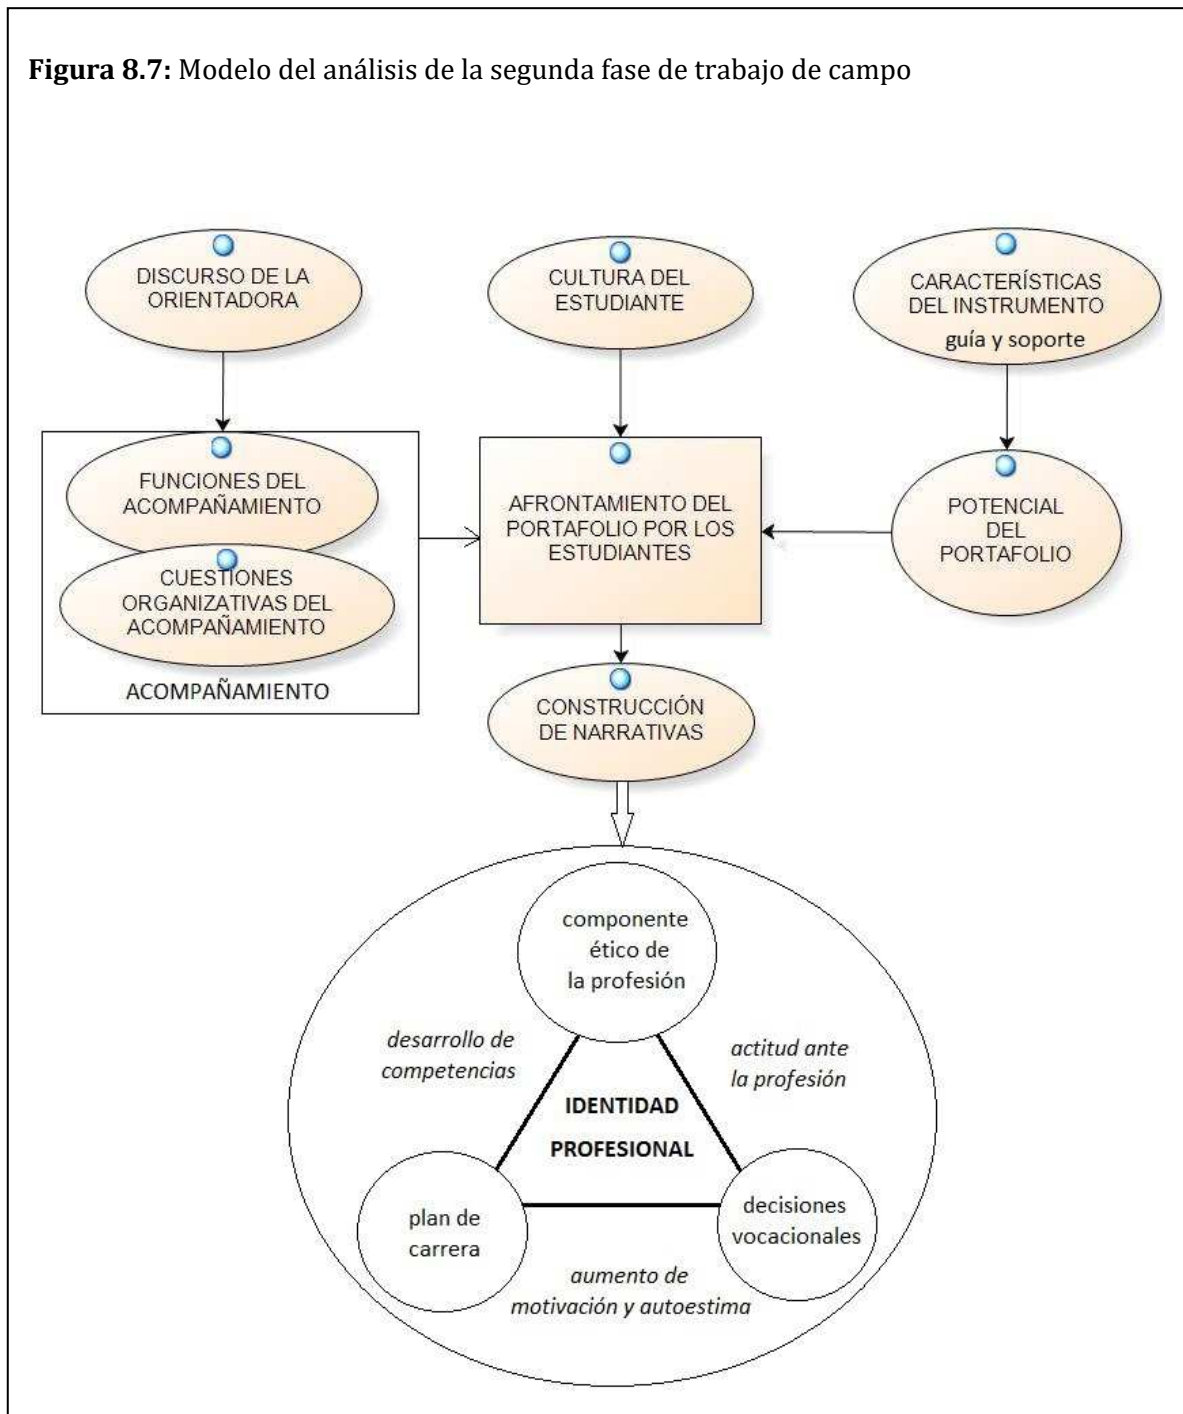 Figura 8.7: Modelo del análisis de la segunda fase de trabajo de campo
DISCURSO DE LA
ORIENTADORA
CULTURA DEL
ESTUDIANTE
CARACTERÍSTICAS
DEL INSTRUMENTO
guía y soporte
FUNCIONES DEL
ACOMPAÑAMIENTO
CUESTIONES
ORGANIZATIVAS DEL
ACOMPAÑAMIENTO
ACOMPAÑAMIENTO
AFRONTAMIENTO DEL
PORTAFOLIO POR LOS
ESTUDIANTES
POTENCIAL
DEL
PORTAFOLIO
CONSTRUCCIÓN
DE NARRATIVAS
componente
ético de
la profesión
desarrollo de
competencias
actitud ante
la profesión
IDENTIDAD
PROFESIONAL
plan de
carrera
decisiones
vocacionales
aumento de
motivación y autoestima